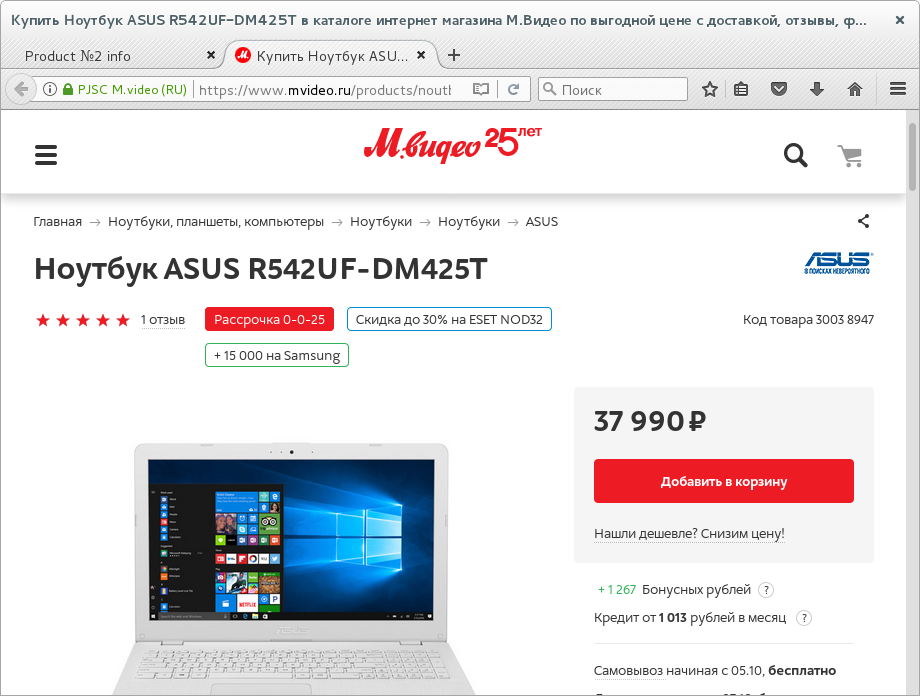 Купить Ноутбук ASUS R542UF-DM425T в каталоге интернет магазина М.Видео по выгодной цене с доставкой, отзывы, ф...
Product №2 info
Купить Ноутбук ASU...
PJSC M.video (RU)
https://www.mvideo.ru/products/noutb
Поиск
М.видео 25 лет
Главная → Ноутбуки, планшеты, компьютеры → Ноутбуки → Ноутбуки → ASUS
Ноутбук ASUS R542UF-DM425T
ASUS
В ПОИСКАХ НЕВЕРОЯТНОГО
1 отзыв
Рассрочка 0-0-25
Скидка до 30% на ESET NOD32
Код товара 3003 8947
+ 15 000 на Samsung
37 990 ₽
Добавить в корзину
Нашли дешевле? Снизим цену!
+ 1 267 Бонусных рублей ?
Кредит от 1 013 рублей в месяц ?
NETFLIX
ASUS
Самовывоз начиная с 05.10, бесплатно